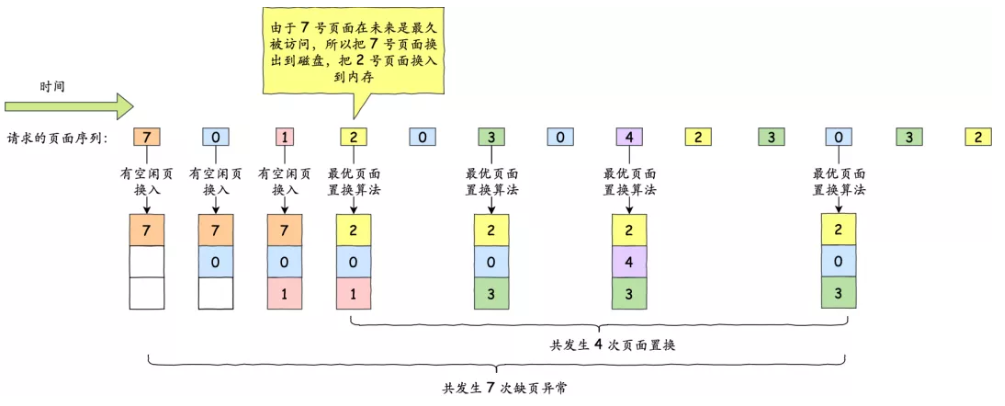 由于 7 号页面在未来是最久
被访问，所以把 7 号页面换
出到磁盘，把 2 号页面换入
到内存
时间
请求的页面序列: 7 0 1 2 0 3 0 4 2 3 0 3 2
有空闲页 有空闲页 有空闲页 最优页面 最优页面 最优页面 最优页面
换入 换入 换入 置换算法 置换算法 置换算法 置换算法
7 7 7 2 2 2 2
0 0 0 0 4 0
1 1 3 3 3
共发生 4 次页面置换
共发生 7 次缺页异常